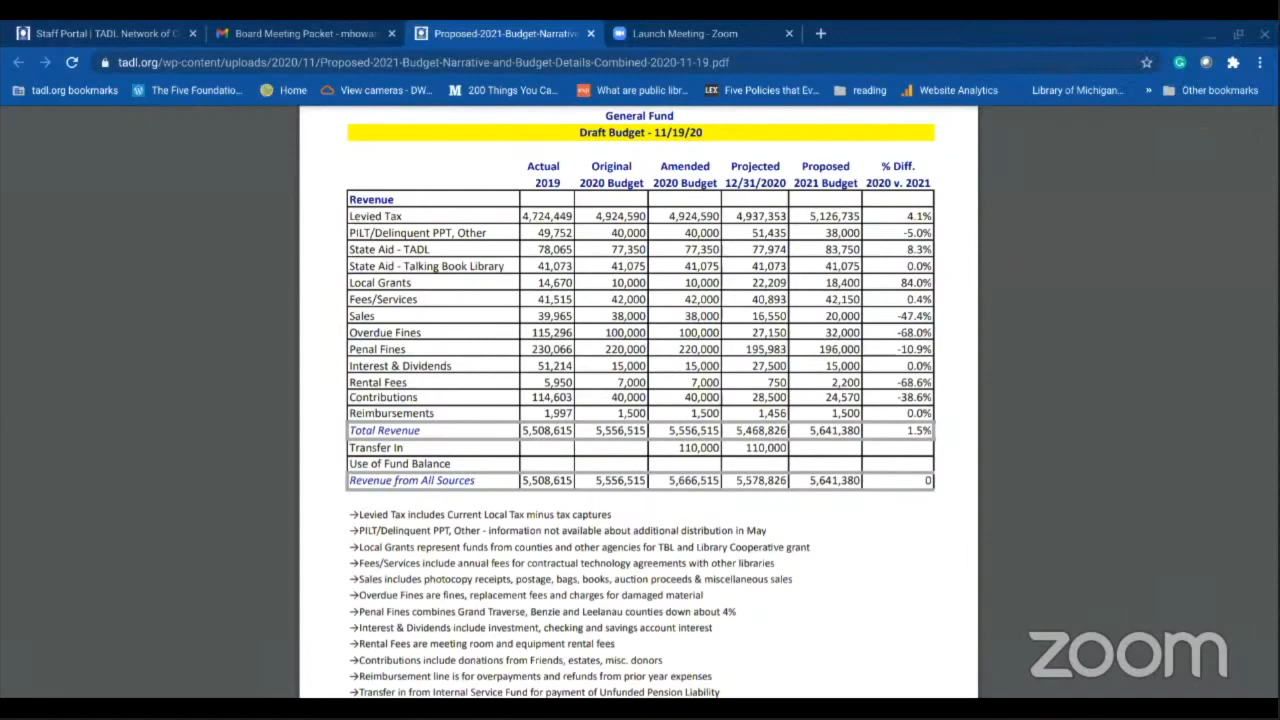 Staff Portal | TADL Network of C
Board Meeting Packet - mhowar
Proposed-2021-Budget-Narrativ
Launch Meeting - Zoom
tadl.org/wp-content/uploads/2020/11/Proposed-2021-Budget-Narrative-and-Budget-Details-Combined-2020-11-19.pdf
tadl.org bookmarks The Five Foundatio... Home View cameras - DW... 200 Things You Ca... What are public libr... LEX Five Policies that Ev... reading Website Analytics Library of Michigan... » Other bookmarks
General Fund
Draft Budget - 11/19/20
Actual Original Amended Projected Proposed % Diff.
2019 2020 Budget 2020 Budget 12/31/2020 2021 Budget 2020 v. 2021
Revenue
Levied Tax 4,724,449 4,924,590 4,924,590 4,937,353 5,126,735 4.1%
PILT/Delinquent PPT, Other 49,752 40,000 40,000 51,435 38,000 -5.0%
State Aid - TADL 78,065 77,350 77,350 77,974 83,750 8.3%
State Aid - Talking Book Library 41,073 41,075 41,075 41,073 41,075 0.0%
Local Grants 14,670 10,000 10,000 22,209 18,400 84.0%
Fees/Services 41,515 42,000 42,000 40,893 42,150 0.4%
Sales 39,965 38,000 38,000 16,550 20,000 -47.4%
Overdue Fines 115,296 100,000 100,000 27,150 32,000 -68.0%
Penal Fines 230,066 220,000 220,000 195,983 196,000 -10.9%
Interest & Dividends 51,214 15,000 15,000 27,500 15,000 0.0%
Rental Fees 5,950 7,000 7,000 750 2,200 -68.6%
Contributions 114,603 40,000 40,000 28,500 24,570 -38.6%
Reimbursements 1,997 1,500 1,500 1,456 1,500 0.0%
Total Revenue 5,508,615 5,556,515 5,556,515 5,468,826 5,641,380 1.5%
Transfer In 110,000 110,000
Use of Fund Balance
Revenue from All Sources 5,508,615 5,556,515 5,666,515 5,578,826 5,641,380 0
→Levied Tax includes Current Local Tax minus tax captures
→PILT/Delinquent PPT, Other - information not available about additional distribution in May
→Local Grants represent funds from counties and other agencies for TBL and Library Cooperative grant
→Fees/Services include annual fees for contractual technology agreements with other libraries
→Sales includes photocopy receipts, postage, bags, books, auction proceeds & miscellaneous sales
→Overdue Fines are fines, replacement fees and charges for damaged material
→Penal Fines combines Grand Traverse, Benzie and Leelanau counties down about 4%
→Interest & Dividends include investment, checking and savings account interest
→Rental Fees are meeting room and equipment rental fees
→Contributions include donations from Friends, estates, misc. donors
→Reimbursement line is for overpayments and refunds from prior year expenses
→Transfer in from Internal Service Fund for payment of Unfunded Pension Liability
zoom